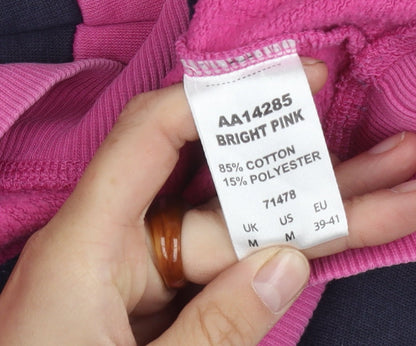 AA14285
BRIGHT PINK
85% COTTON
15% POLYESTER
71478
UK US EU
M M 39-41